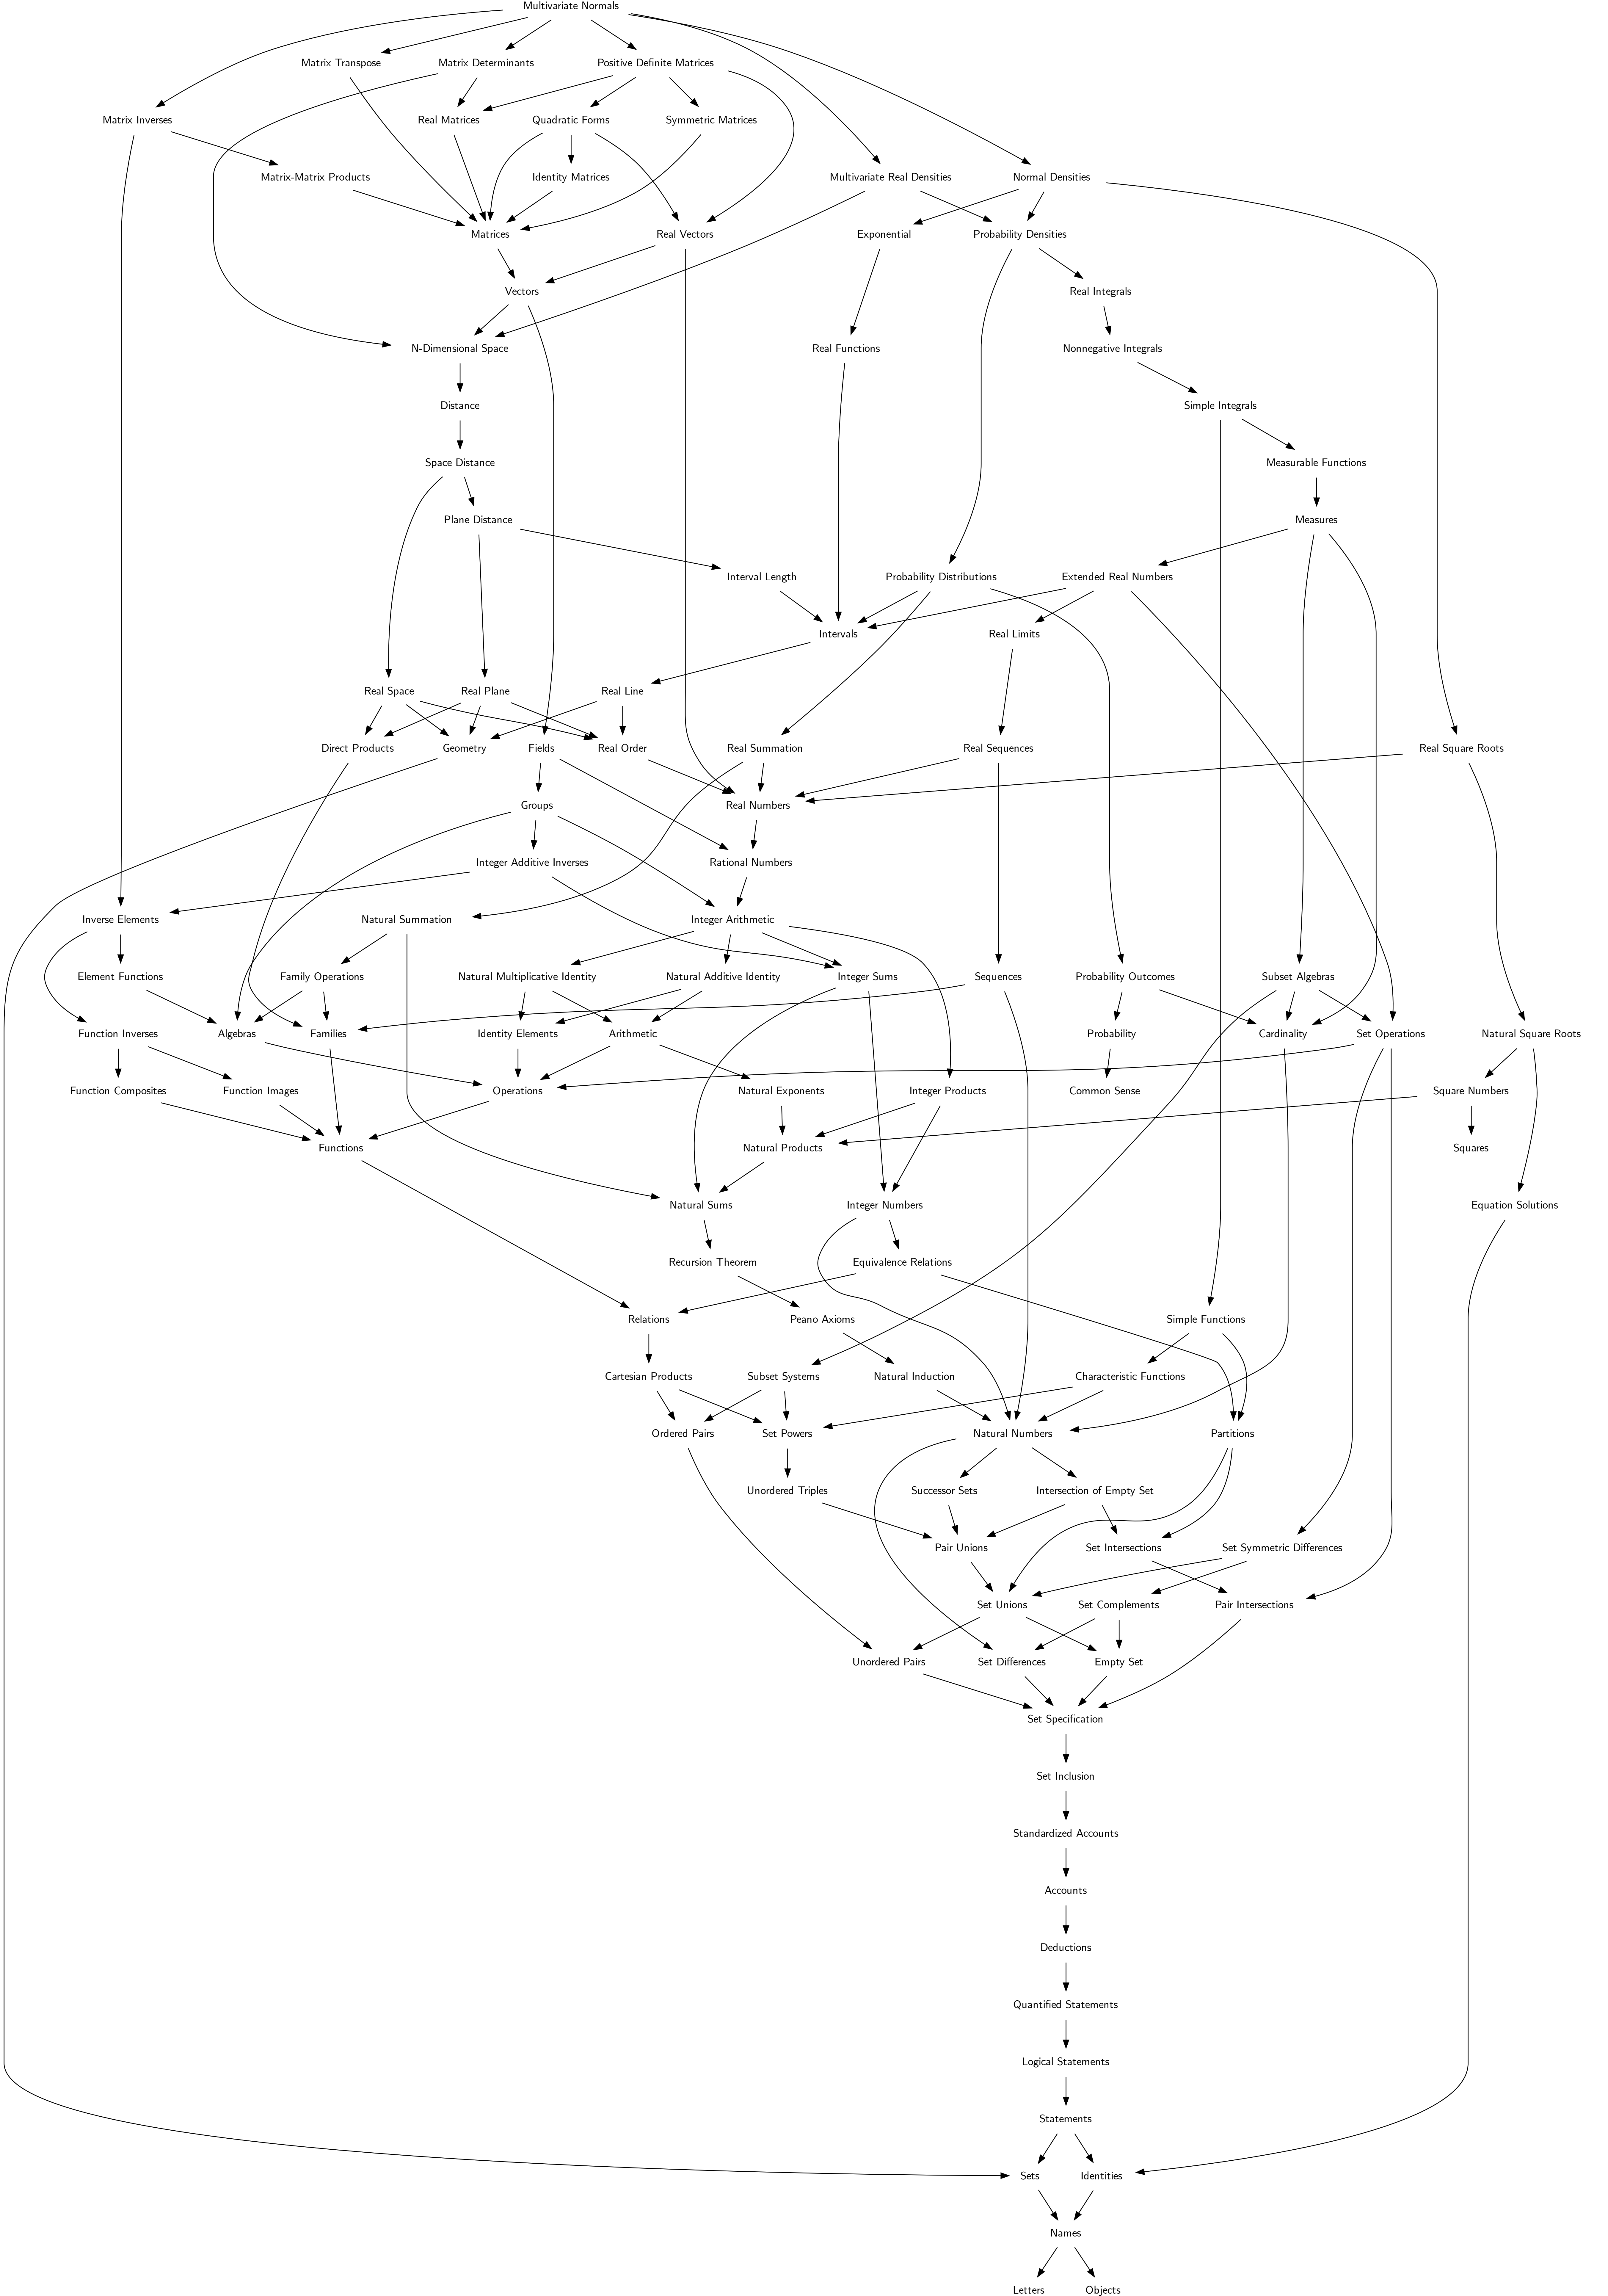 Multivariate Normals
Matrix Transpose
Matrix Determinants
Positive Definite Matrices
Matrix Inverses
Real Matrices
Quadratic Forms
Symmetric Matrices
Matrix-Matrix Products
Identity Matrices
Multivariate Real Densities
Normal Densities
Matrices
Real Vectors
Exponential
Probability Densities
Vectors
Real Integrals
N-Dimensional Space
Real Functions
Nonnegative Integrals
Distance
Simple Integrals
Space Distance
Measurable Functions
Plane Distance
Measures
Interval Length
Probability Distributions
Extended Real Numbers
Intervals
Real Limits
Real Space
Real Plane
Real Line
Direct Products
Geometry
Fields
Real Order
Real Summation
Real Sequences
Real Square Roots
Groups
Real Numbers
Integer Additive Inverses
Rational Numbers
Inverse Elements
Natural Summation
Integer Arithmetic
Element Functions
Family Operations
Natural Multiplicative Identity
Natural Additive Identity
Integer Sums
Sequences
Probability Outcomes
Subset Algebras
Function Inverses
Algebras
Families
Identity Elements
Arithmetic
Probability
Cardinality
Set Operations
Natural Square Roots
Function Composites
Function Images
Operations
Natural Exponents
Integer Products
Common Sense
Square Numbers
Functions
Natural Products
Squares
Natural Sums
Integer Numbers
Equation Solutions
Recursion Theorem
Equivalence Relations
Relations
Peano Axioms
Simple Functions
Cartesian Products
Subset Systems
Natural Induction
Characteristic Functions
Ordered Pairs
Set Powers
Natural Numbers
Partitions
Unordered Triples
Successor Sets
Intersection of Empty Set
Pair Unions
Set Intersections
Set Symmetric Differences
Set Unions
Set Complements
Pair Intersections
Unordered Pairs
Set Differences
Empty Set
Set Specification
Set Inclusion
Standardized Accounts
Accounts
Deductions
Quantified Statements
Logical Statements
Statements
Sets
Identities
Names
Letters
Objects